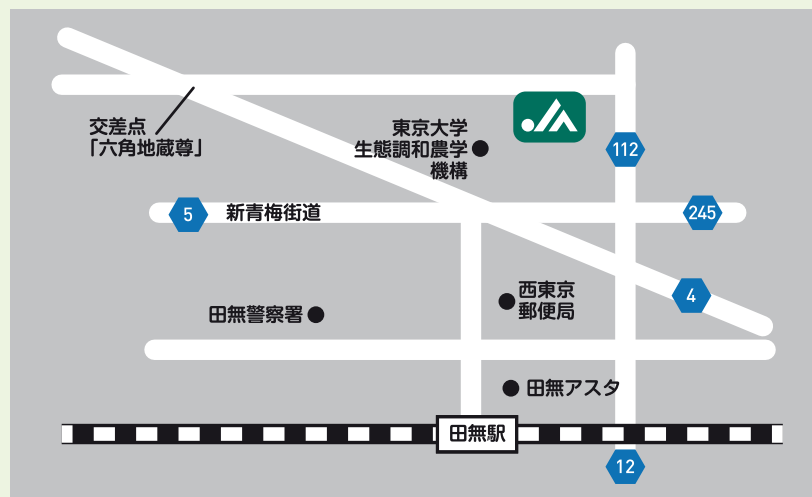 交差点
「六角地蔵尊」
東京大学
生態調和農学
機構
JA
112
5
新青梅街道
245
4
西東京
郵便局
田無警察署
田無アスタ
田無駅
12